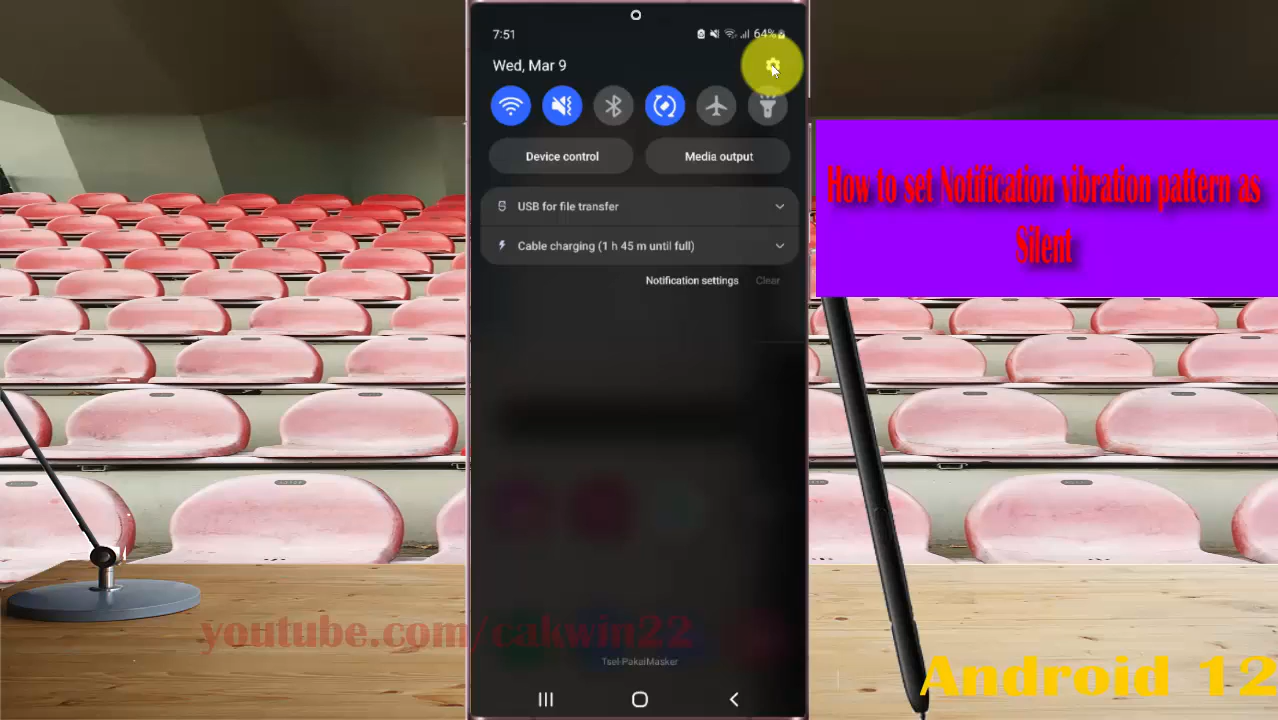 7:51
64%
Wed, Mar 9
Device control
Media output
USB for file transfer
Cable charging (1 h 45 m until full)
Notification settings
Clear
How to set Notification vibration pattern as
Silent
youtube.com/cakwin22
Tsel-PakaiMasker
Android 12